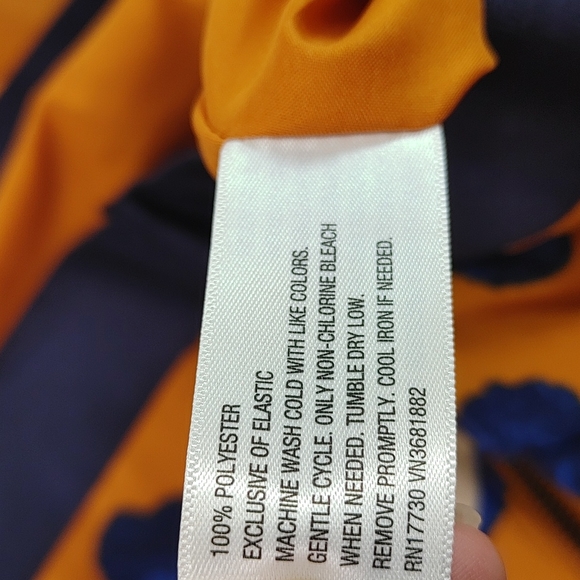 100% POLYESTER
EXCLUSIVE OF ELASTIC
MACHINE WASH COLD WITH LIKE COLORS.
GENTLE CYCLE. ONLY NON-CHLORINE BLEACH
WHEN NEEDED. TUMBLE DRY LOW.
REMOVE PROMPTLY. COOL IRON IF NEEDED.
RN17730 VN3681882